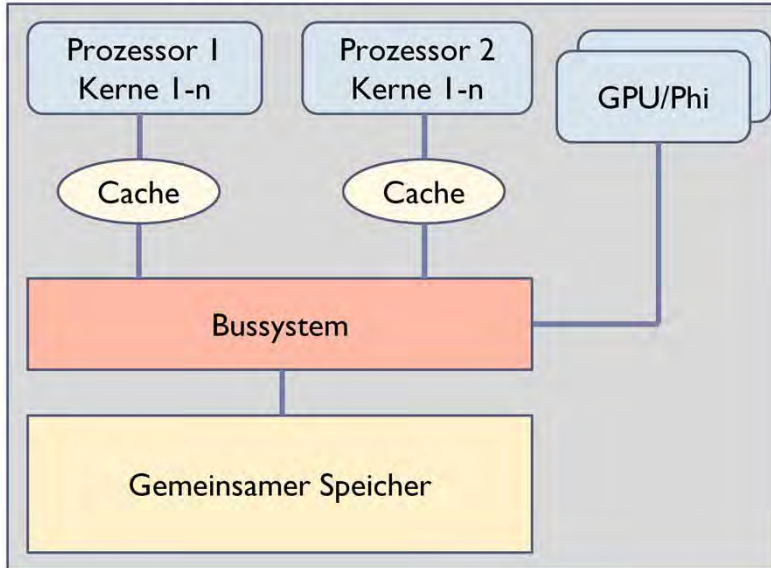 Prozessor 1
Kerne 1-n
Prozessor 2
Kerne 1-n
GPU/Phi
Cache
Cache
Bussystem
Gemeinsamer Speicher